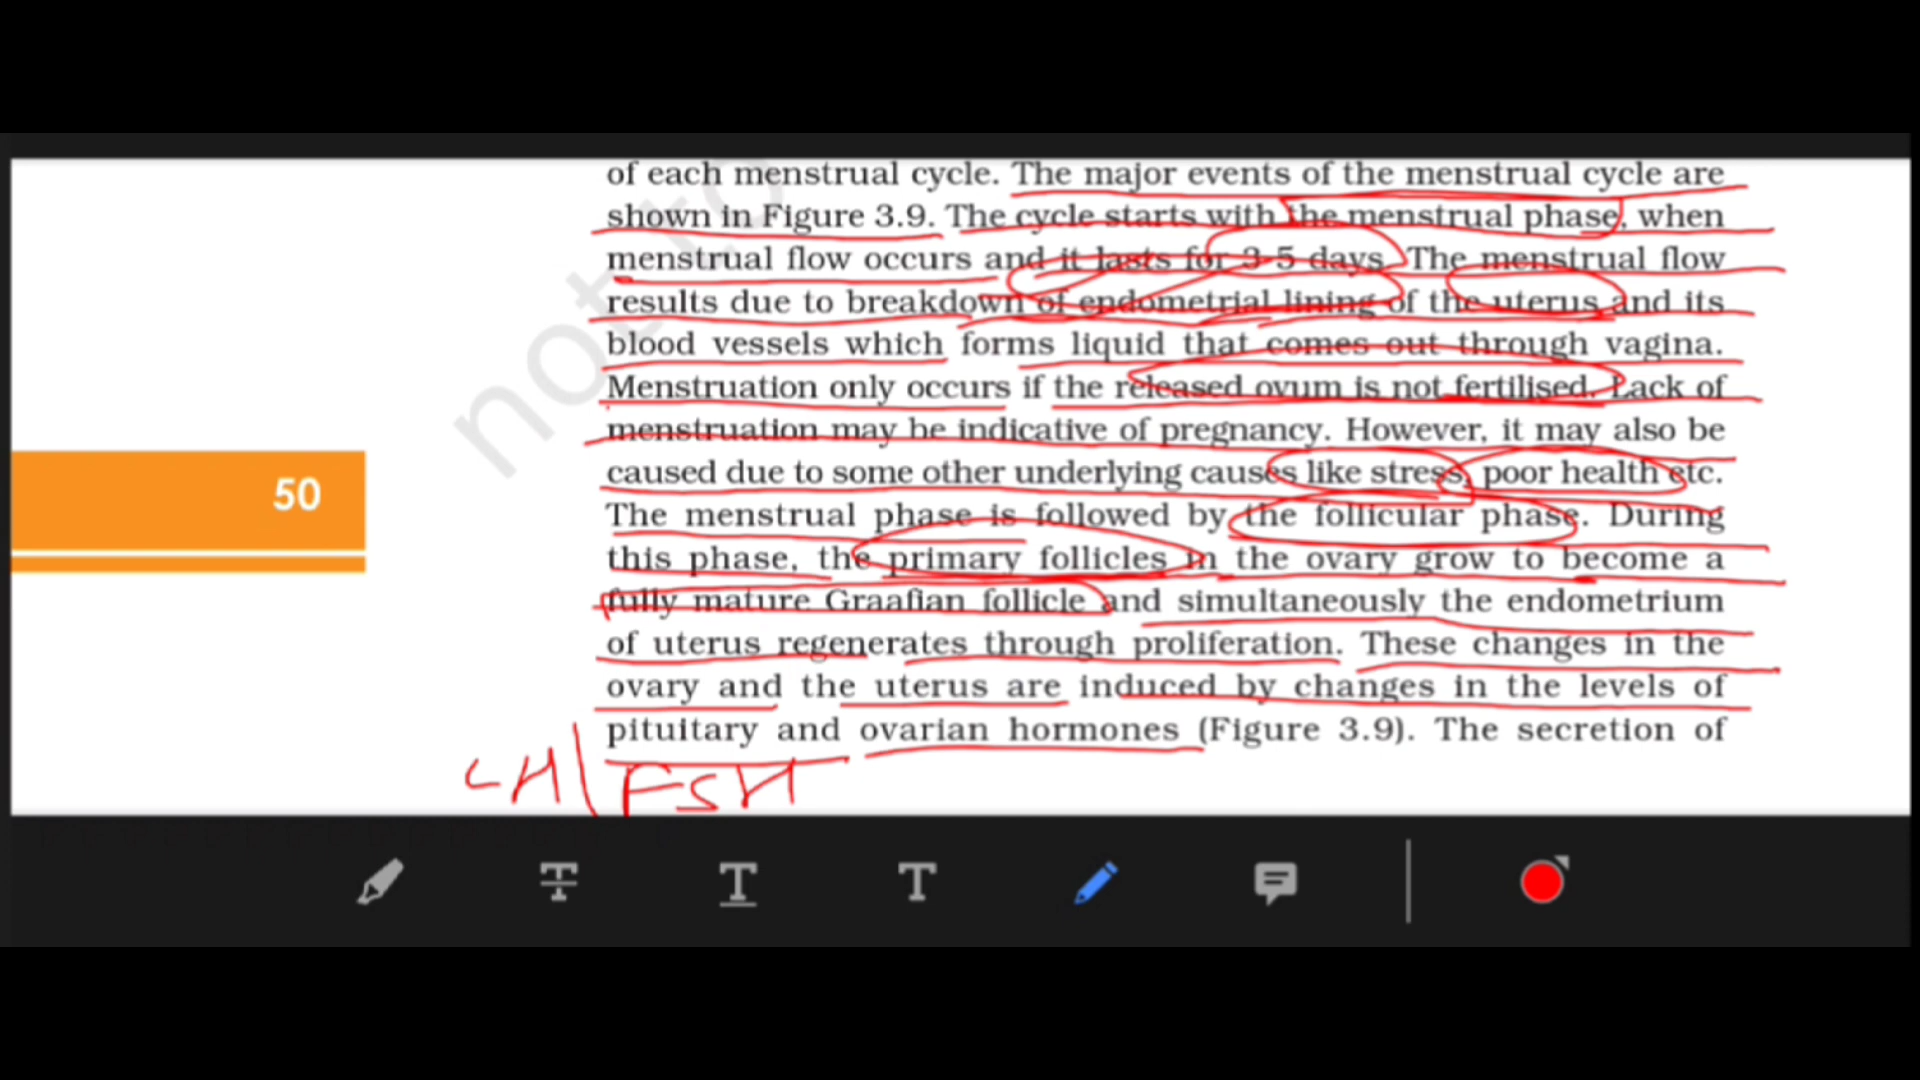 of each menstrual cycle. The major events of the menstrual cycle are
shown in Figure 3.9. The cycle starts with the menstrual phase, when
menstrual flow occurs and it lasts for 3-5 days. The menstrual flow
results due to breakdown of endometrial lining of the uterus and its
blood vessels which forms liquid that comes out through vagina.
Menstruation only occurs if the released ovum is not fertilised. Lack of
menstruation may be indicative of pregnancy. However, it may also be
caused due to some other underlying causes like stress, poor health etc.
The menstrual phase is followed by the follicular phase. During
this phase, the primary follicles in the ovary grow to become a
fully mature Graafian follicle and simultaneously the endometrium
of uterus regenerates through proliferation. These changes in the
ovary and the uterus are induced by changes in the levels of
pituitary and ovarian hormones (Figure 3.9). The secretion of
LH | FSH
50
not to